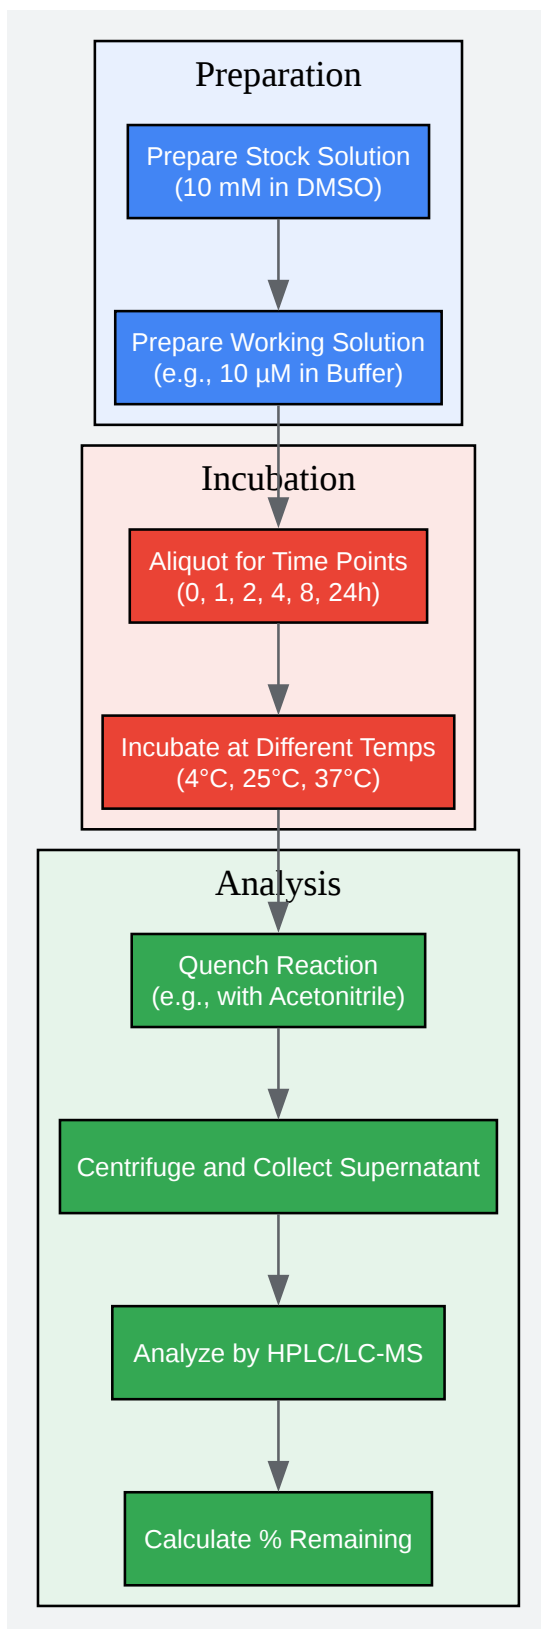 Preparation
Prepare Stock Solution
(10 mM in DMSO)
Prepare Working Solution
(e.g., 10 µM in Buffer)
Incubation
Aliquot for Time Points
(0, 1, 2, 4, 8, 24h)
Incubate at Different Temps
(4°C, 25°C, 37°C)
Analysis
Quench Reaction
(e.g., with Acetonitrile)
Centrifuge and Collect Supernatant
Analyze by HPLC/LC-MS
Calculate % Remaining